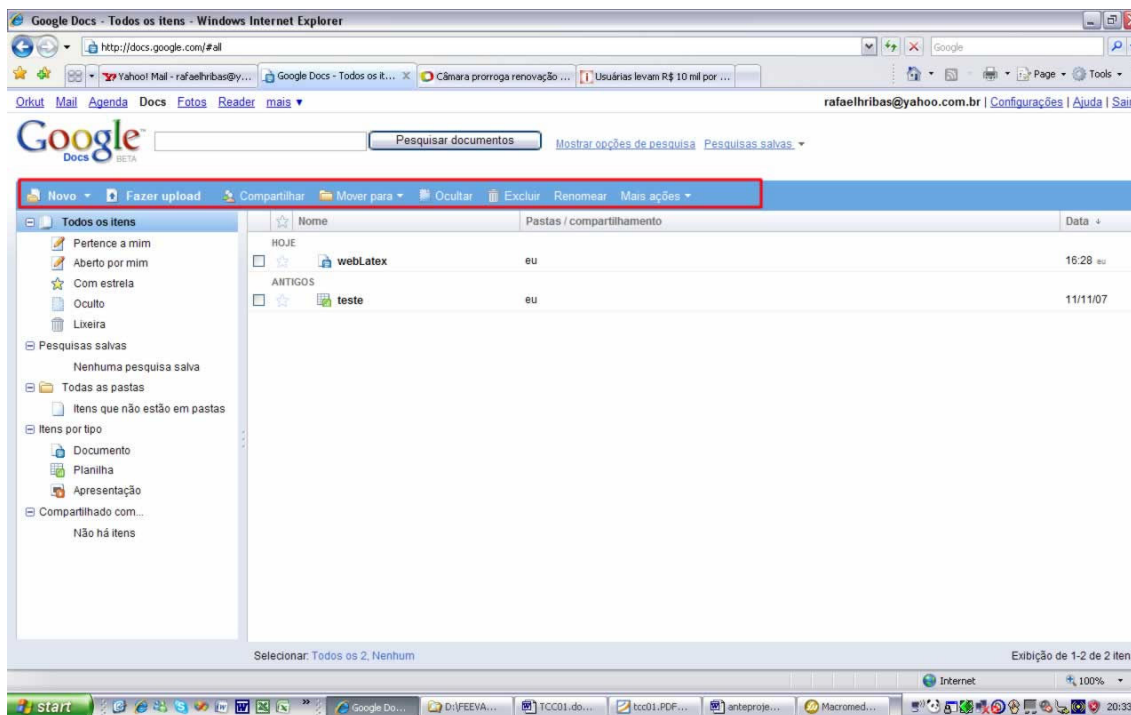 Google Docs - Todos os itens - Windows Internet Explorer
http://docs.google.com/#all
Google
Yahoo! Mail - rafaelhribas@y... Google Docs - Todos os it... Câmara prorroga renovação ... Usuárias levam R$ 10 mil por ...
Page Tools
Orkut Mail Agenda Docs Fotos Reader mais
rafaelhribas@yahoo.com.br | Configurações | Ajuda | Sair
Google Docs BETA
Pesquisar documentos Mostrar opções de pesquisa Pesquisas salvas
Novo Fazer upload Compartilhar Mover para Ocultar Excluir Renomear Mais ações
Todos os itens
Pertence a mim
Aberto por mim
Com estrela
Oculto
Lixeira
Pesquisas salvas
Nenhuma pesquisa salva
Todas as pastas
Itens que não estão em pastas
Itens por tipo
Documento
Planilha
Apresentação
Compartilhado com...
Não há itens
Nome Pastas / compartilhamento Data
HOJE
webLatex eu 16:28 eu
ANTIGOS
teste eu 11/11/07
Selecionar: Todos os 2, Nenhum
Exibição de 1-2 de 2 iten
Internet 100%
start Google Do... D:\FEEVA... TCC01.do... tcc01.PDF... anteproje... Macromed... 20:33